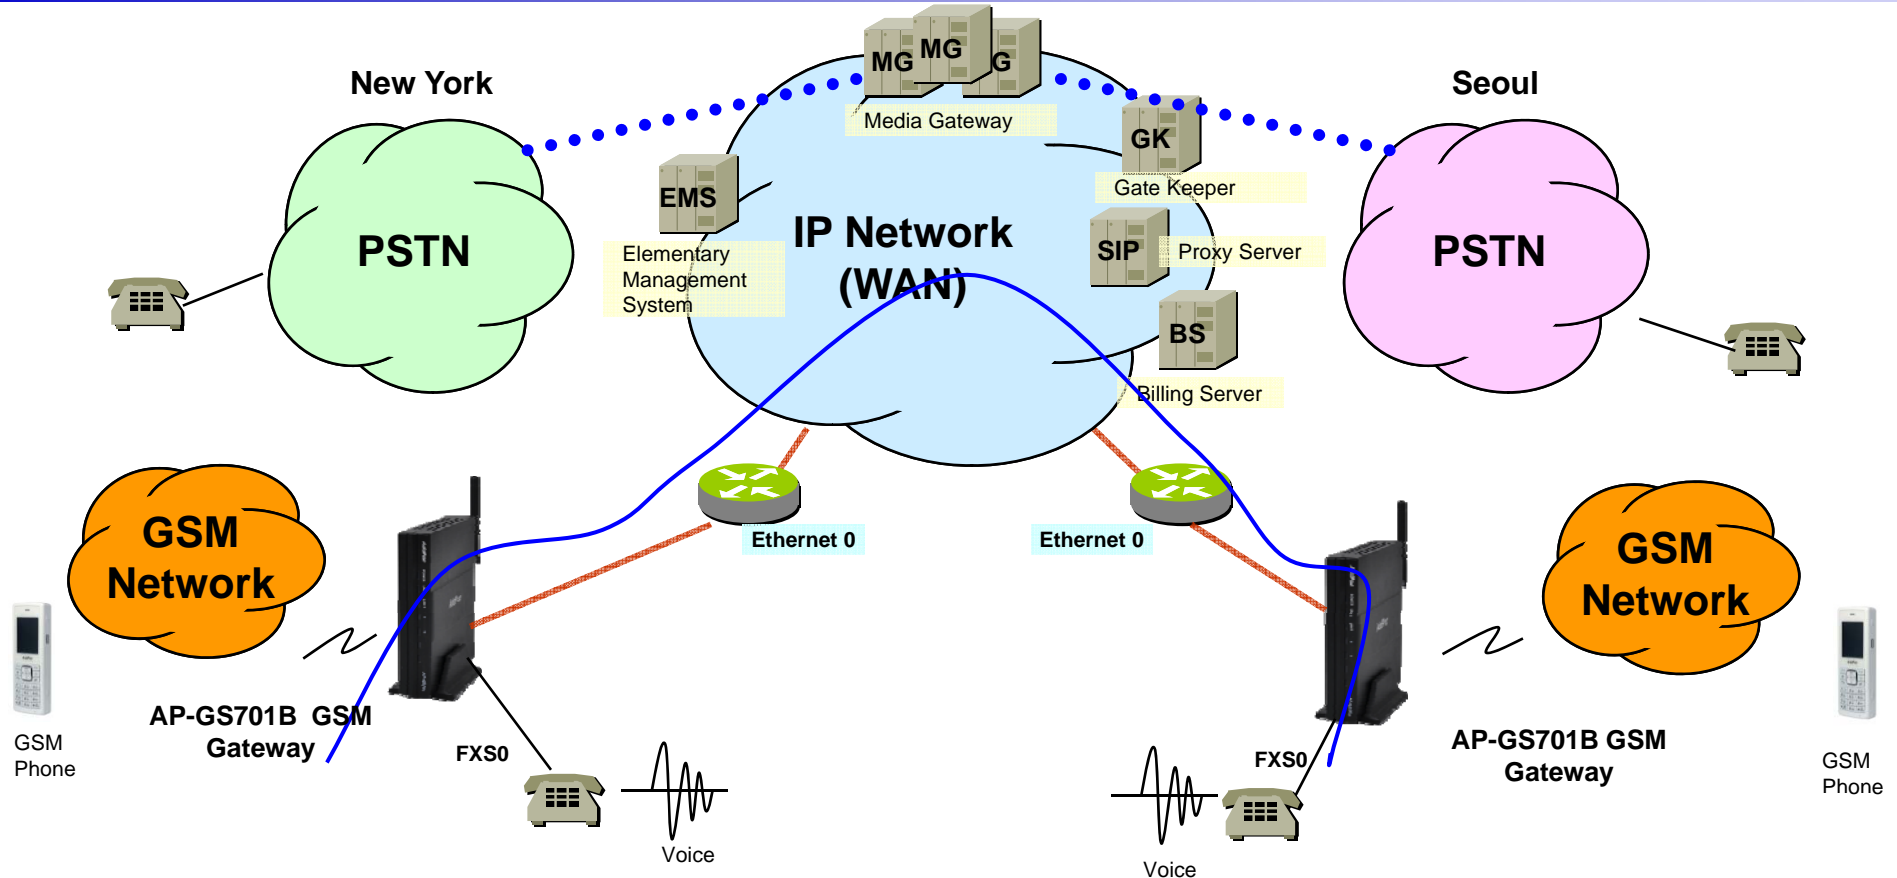 New York
Seoul
MG
MG
G
Media Gateway
GK
Gate Keeper
EMS
Elementary
Management
System
IP Network
(WAN)
SIP
Proxy Server
BS
Billing Server
PSTN
PSTN
Ethernet 0
Ethernet 0
GSM
Network
GSM
Network
AP-GS701B GSM
Gateway
AP-GS701B GSM
Gateway
GSM
Phone
GSM
Phone
FXS0
FXS0
Voice
Voice